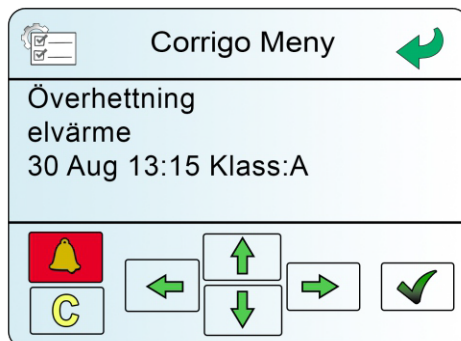 Corrigo Meny
Överhettning
elvärme
30 Aug 13:15 Klass:A
C